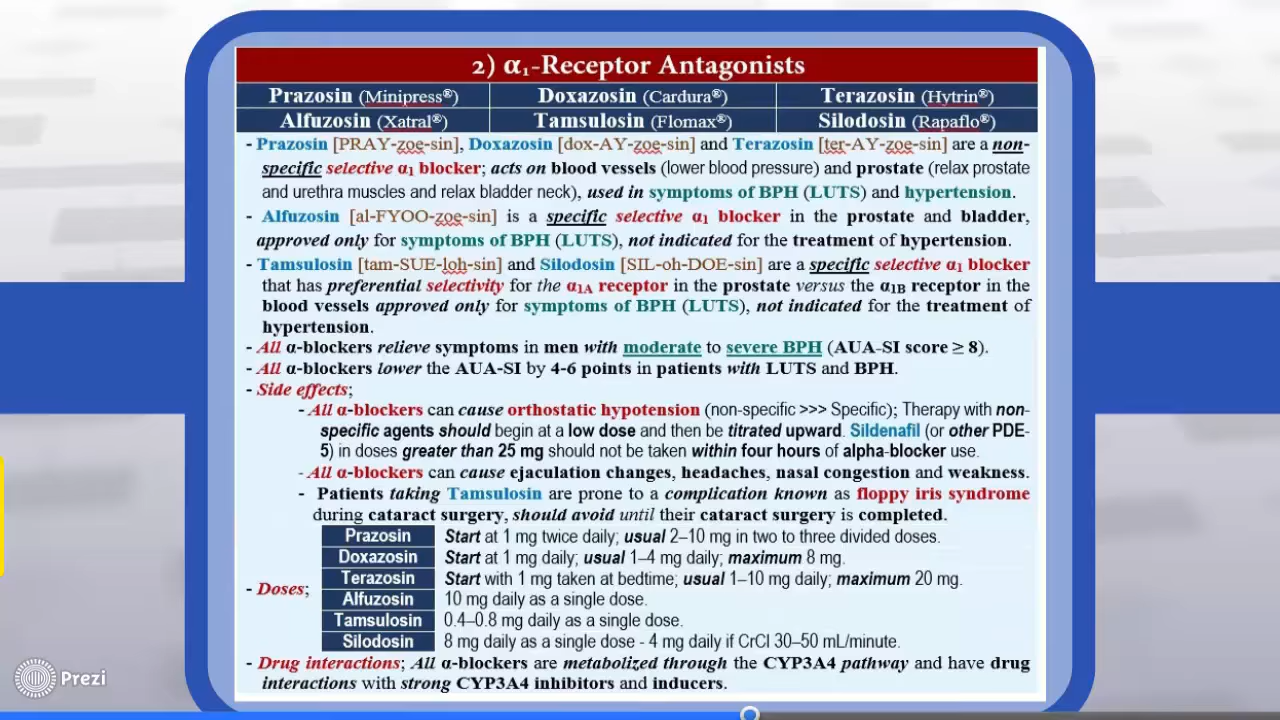 2) α₁-Receptor Antagonists
Prazosin (Minipress®) Doxazosin (Cardura®) Terazosin (Hytrin®)
Alfuzosin (Xatral®) Tamsulosin (Flomax®) Silodosin (Rapaflo®)
- Prazosin [PRAY-zoe-sin], Doxazosin [dox-AY-zoe-sin] and Terazosin [ter-AY-zoe-sin] are a non-
specific selective α₁ blocker; acts on blood vessels (lower blood pressure) and prostate (relax prostate
and urethra muscles and relax bladder neck), used in symptoms of BPH (LUTS) and hypertension.
- Alfuzosin [al-FYOO-zoe-sin] is a specific selective α₁ blocker in the prostate and bladder,
approved only for symptoms of BPH (LUTS), not indicated for the treatment of hypertension.
- Tamsulosin [tam-SUE-loh-sin] and Silodosin [SIL-oh-DOE-sin] are a specific selective α₁ blocker
that has preferential selectivity for the α1A receptor in the prostate versus the α1B receptor in the
blood vessels approved only for symptoms of BPH (LUTS), not indicated for the treatment of
hypertension.
- All α-blockers relieve symptoms in men with moderate to severe BPH (AUA-SI score ≥ 8).
- All α-blockers lower the AUA-SI by 4-6 points in patients with LUTS and BPH.
- Side effects;
- All α-blockers can cause orthostatic hypotension (non-specific >>> Specific); Therapy with non-
specific agents should begin at a low dose and then be titrated upward. Sildenafil (or other PDE-
5) in doses greater than 25 mg should not be taken within four hours of alpha-blocker use.
- All α-blockers can cause ejaculation changes, headaches, nasal congestion and weakness.
- Patients taking Tamsulosin are prone to a complication known as floppy iris syndrome
during cataract surgery, should avoid until their cataract surgery is completed.
- Doses;
Prazosin Start at 1 mg twice daily; usual 2–10 mg in two to three divided doses.
Doxazosin Start at 1 mg daily; usual 1–4 mg daily; maximum 8 mg.
Terazosin Start with 1 mg taken at bedtime; usual 1–10 mg daily; maximum 20 mg.
Alfuzosin 10 mg daily as a single dose.
Tamsulosin 0.4–0.8 mg daily as a single dose.
Silodosin 8 mg daily as a single dose - 4 mg daily if CrCl 30–50 mL/minute.
- Drug interactions; All α-blockers are metabolized through the CYP3A4 pathway and have drug
interactions with strong CYP3A4 inhibitors and inducers.
Prezi